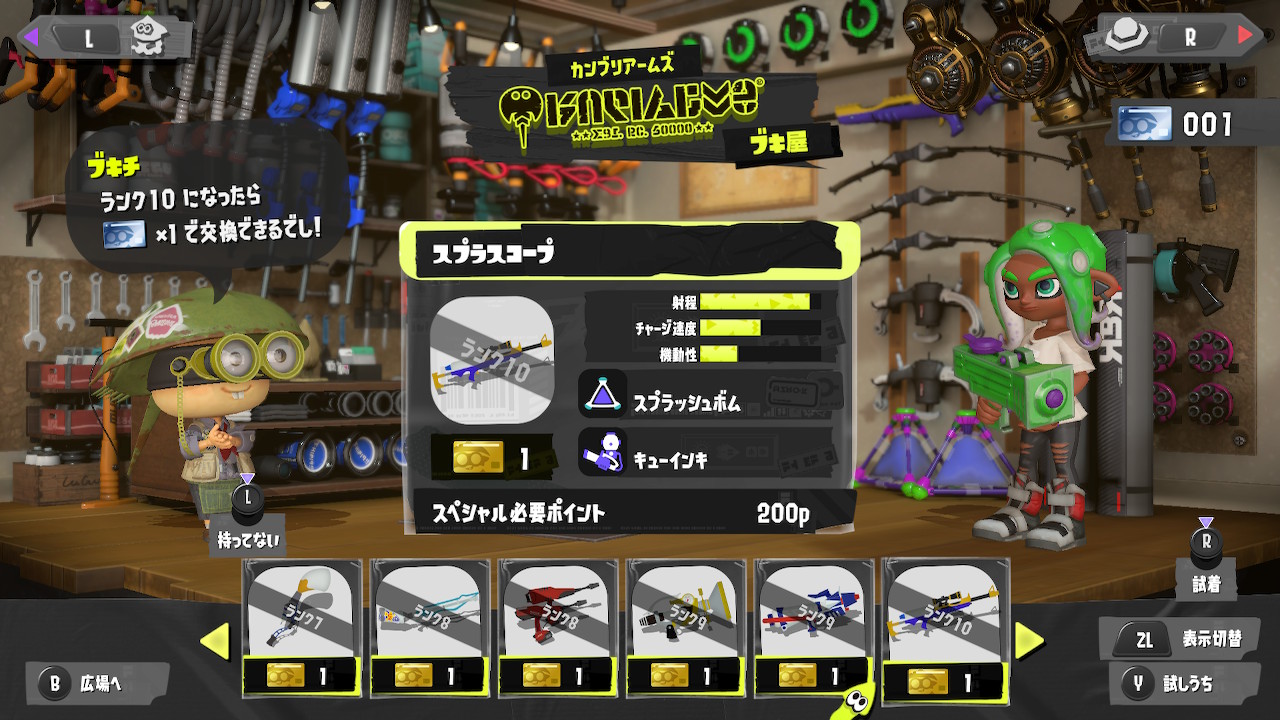 L
R
001
カンブリアームズ
ブキ屋
ブキチ
ランク10 になったら
×1 で交換できるでし!
スプラスコープ
ランク10
射程
チャージ速度
機動性
1
スプラッシュボム
キューインキ
スペシャル必要ポイント 200p
L
持ってない
R
試着
ランク7
ランク8
ランク8
ランク9
ランク9
ランク10
1
1
1
1
1
1
ZL 表示切替
B 広場へ
Y 試しうち